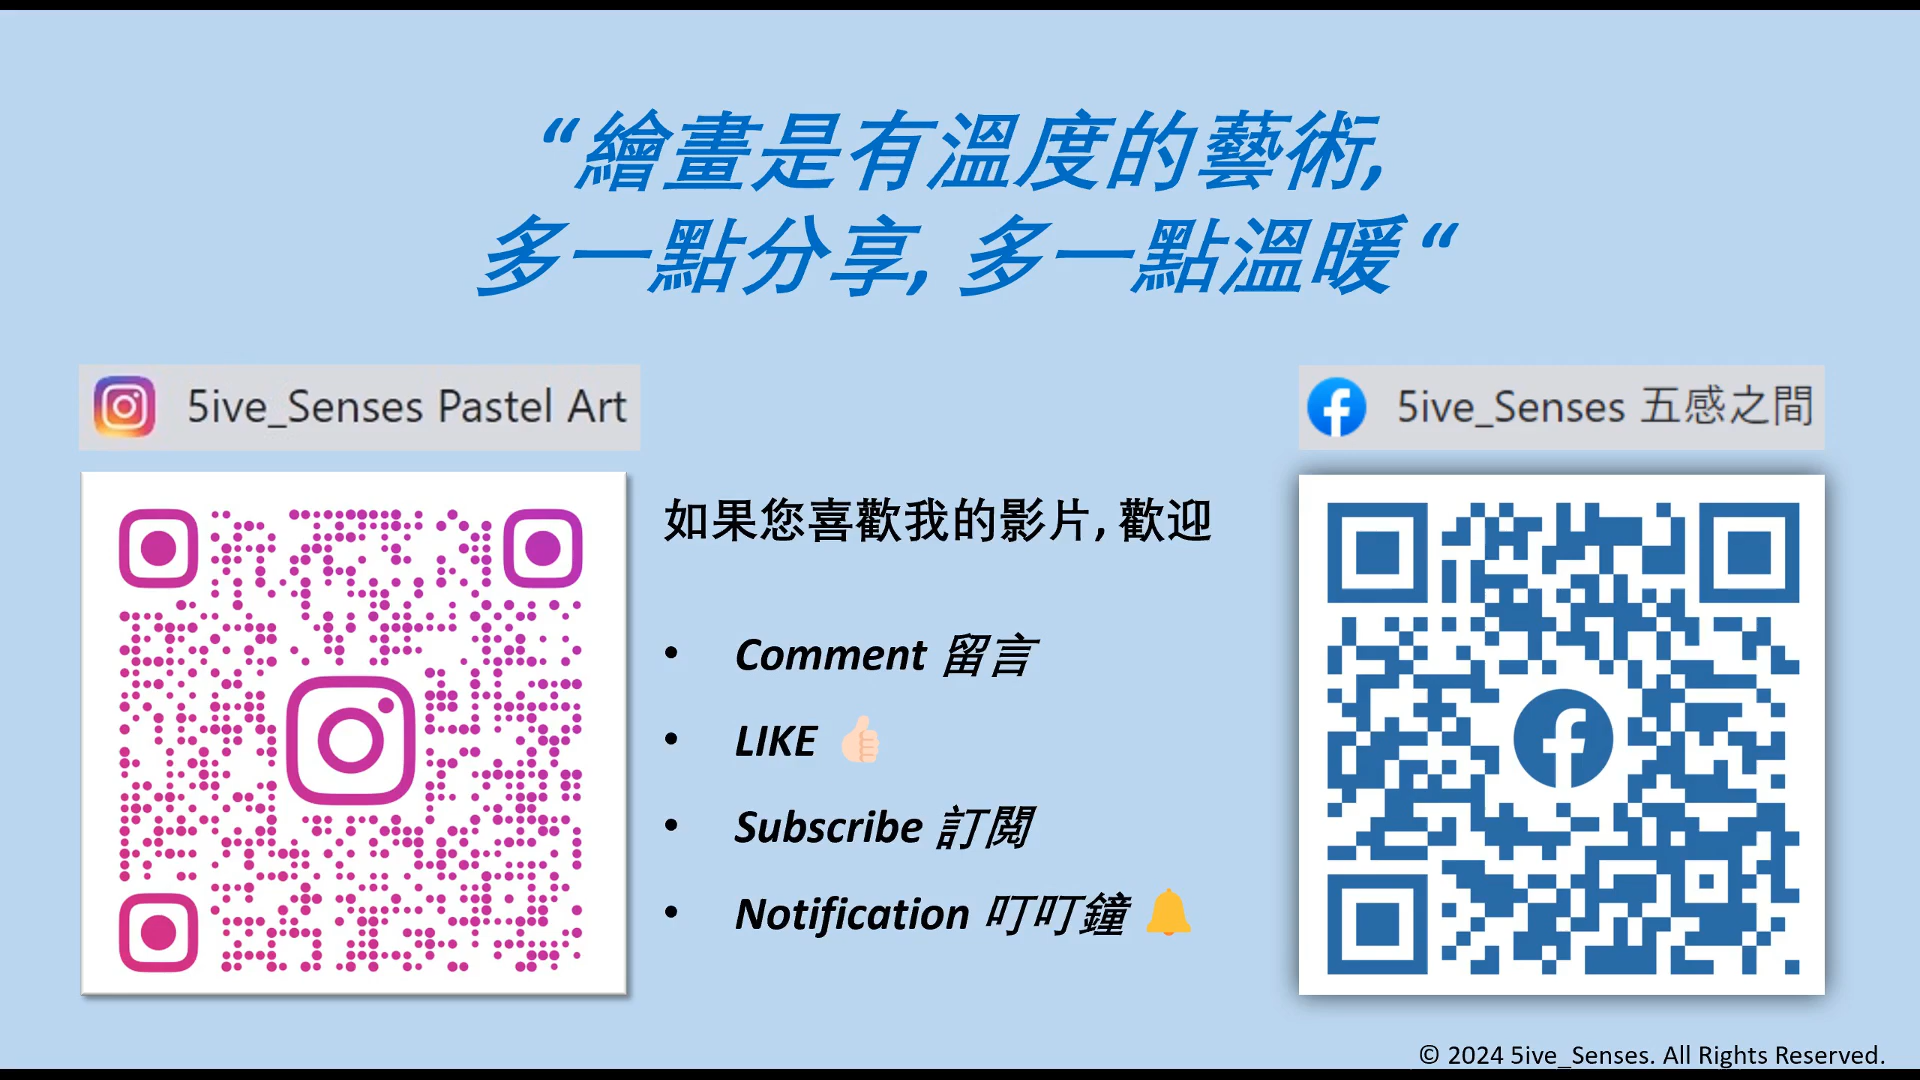 “繪畫是有溫度的藝術,
多一點分享, 多一點溫暖“
5ive_Senses Pastel Art
5ive_Senses 五感之間
如果您喜歡我的影片, 歡迎
• Comment 留言
• LIKE 👍🏻
• Subscribe 訂閱
• Notification 叮叮鐘 🔔
© 2024 5ive_Senses. All Rights Reserved.